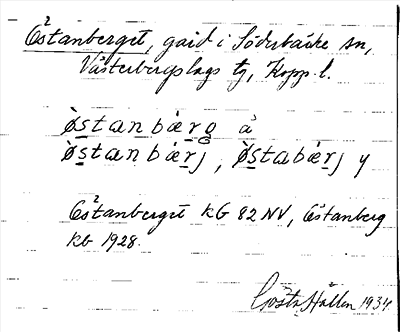 Östanberget, gård i Söderbärke sn,
Västerbergslags tg, Kopp. l.
østanbærg å
østanbærj, østabærj y
Östanberget KG 82 NV, Östanberg
kb 1928.
Gösta Hallén 1934.